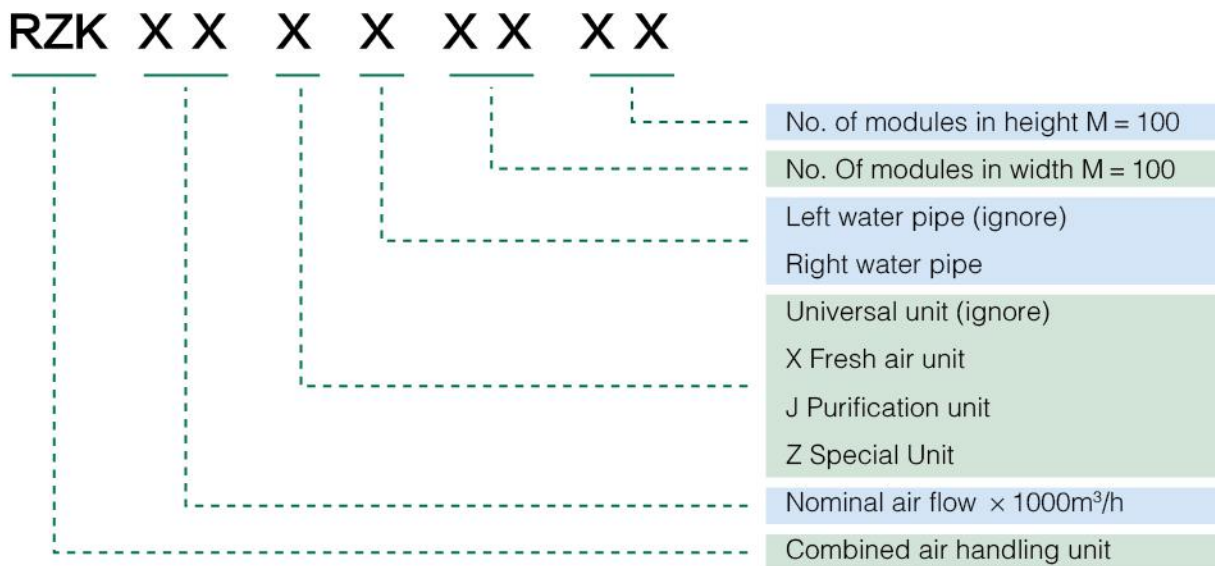 RZK X X X X X X X X
No. of modules in height M = 100
No. Of modules in width M = 100
Left water pipe (ignore)
Right water pipe
Universal unit (ignore)
X Fresh air unit
J Purification unit
Z Special Unit
Nominal air flow × 1000m³/h
Combined air handling unit